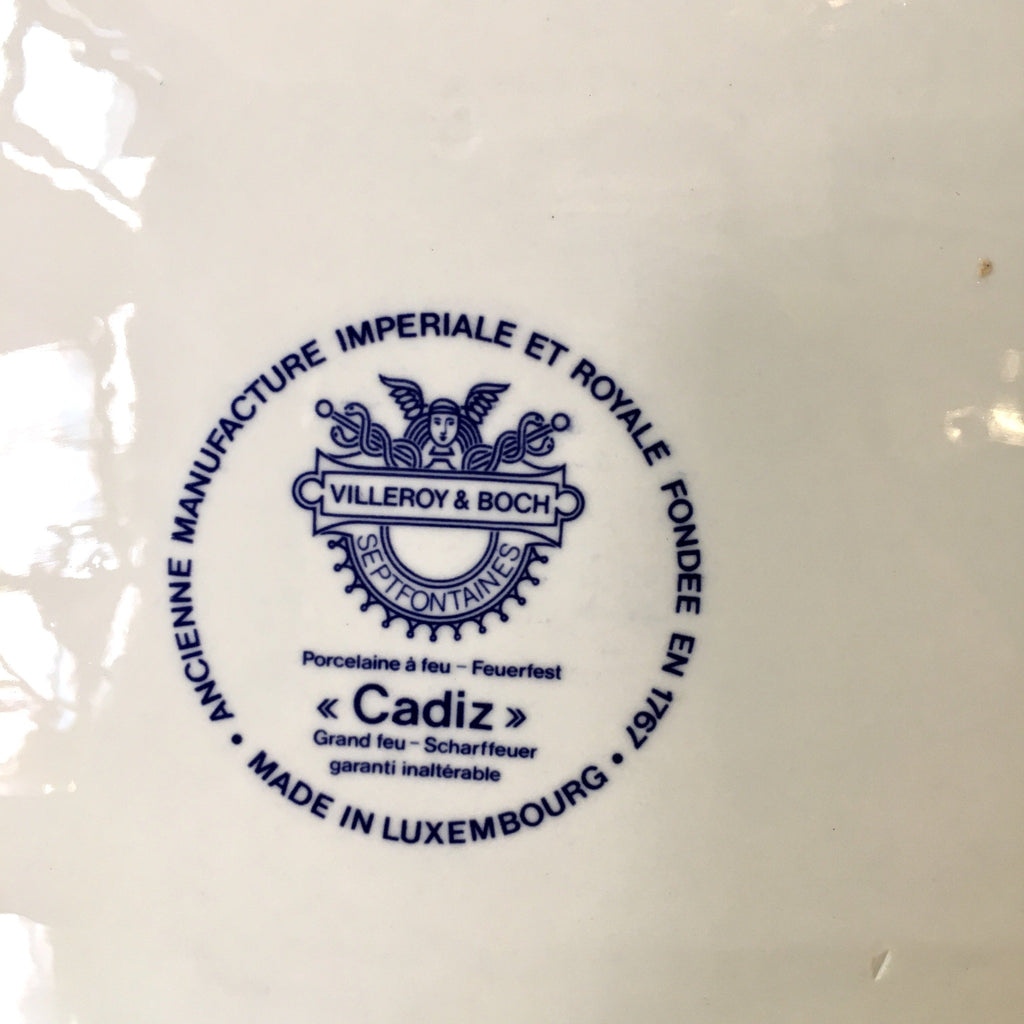 ANCIENNE MANUFACTURE IMPERIALE ET ROYALE FONDEE EN 1767 •
VILLEROY & BOCH
SEPTFONTAINES
Porcelaine à feu – Feuerfest
« Cadiz »
Grand feu – Scharffeuer
garanti inaltérable
• MADE IN LUXEMBOURG